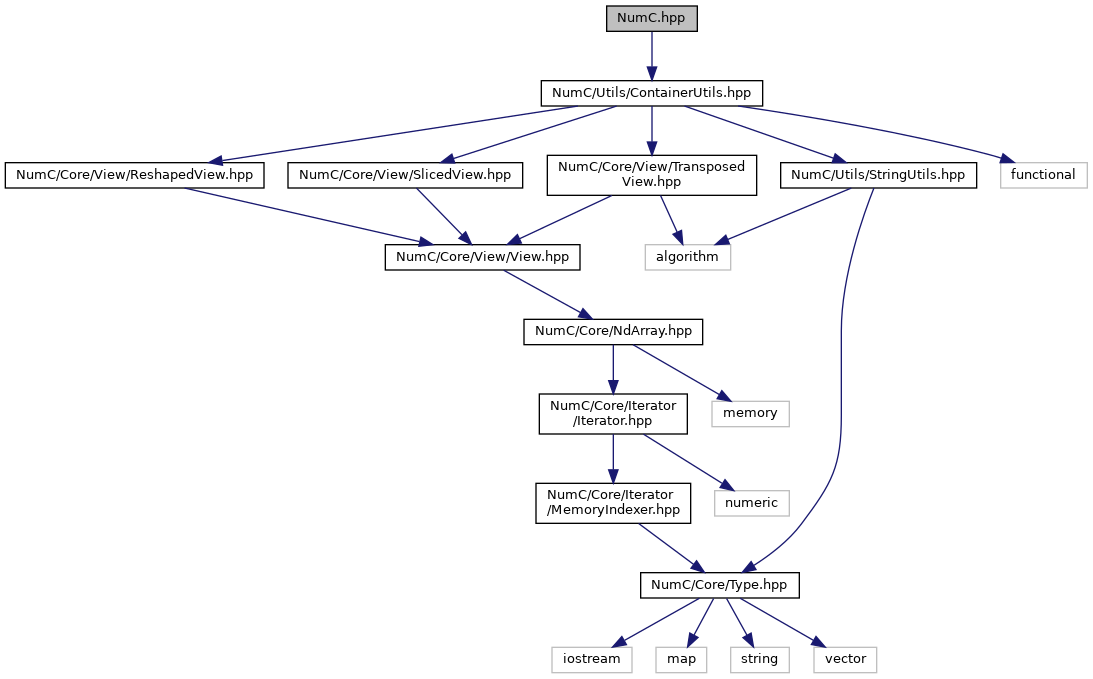 NumC.hpp
NumC/Utils/ContainerUtils.hpp
NumC/Core/View/ReshapedView.hpp
NumC/Core/View/SlicedView.hpp
NumC/Core/View/Transposed
View.hpp
NumC/Utils/StringUtils.hpp
functional
NumC/Core/View/View.hpp
algorithm
NumC/Core/NdArray.hpp
NumC/Core/Iterator
/Iterator.hpp
memory
NumC/Core/Iterator
/MemoryIndexer.hpp
numeric
NumC/Core/Type.hpp
iostream
map
string
vector